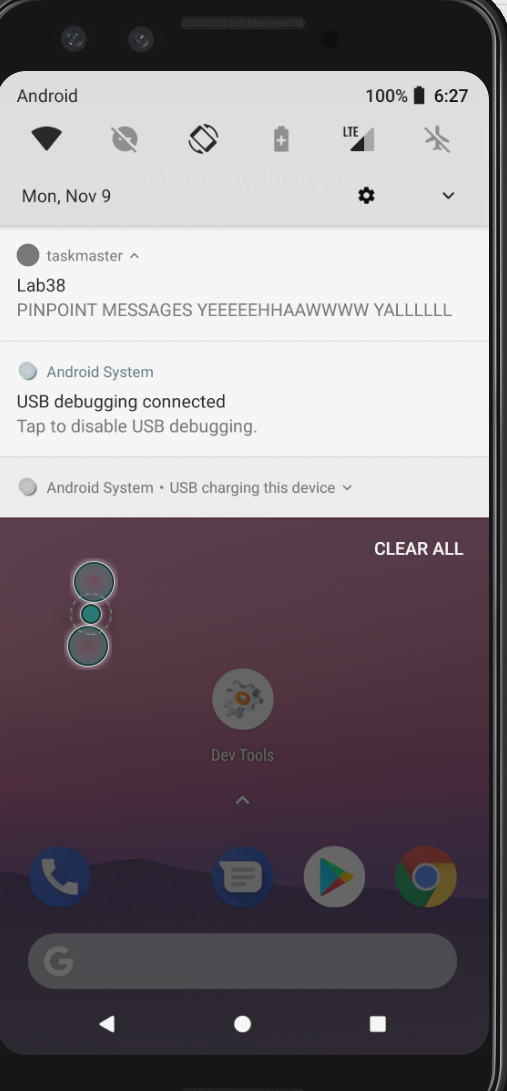 Android 100% 6:27
LTE
Monday, Nov 9
Mon, Nov 9
taskmaster
Lab38
PINPOINT MESSAGES YEEEEEHHAAWWWW YALLLLLL
Android System
USB debugging connected
Tap to disable USB debugging.
Android System • USB charging this device
CLEAR ALL
Dev Tools
G